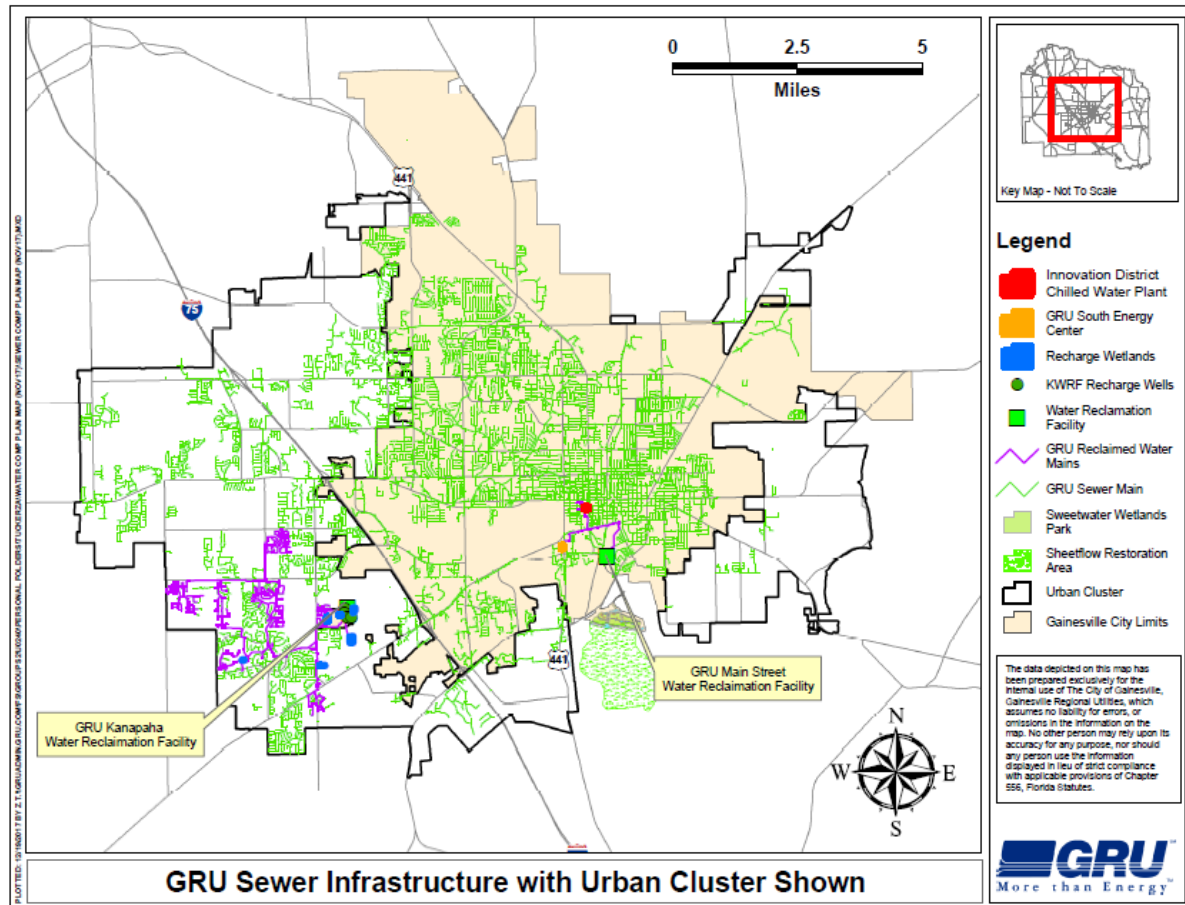 0 2.5 5
Miles
441
75
441
GRU Main Street
Water Reclaimation Facility
GRU Kanapaha
Water Reclaimation Facility
N
W E
S
GRU Sewer Infrastructure with Urban Cluster Shown
Key Map - Not To Scale
Legend
Innovation District
Chilled Water Plant
GRU South Energy
Center
Recharge Wetlands
KWRF Recharge Wells
Water Reclamation
Facility
GRU Reclaimed Water
Mains
GRU Sewer Main
Sweetwater Wetlands
Park
Sheetflow Restoration
Area
Urban Cluster
Gainesville City Limits
The data depicted on this map has
been prepared exclusively for the
internal use of The City of Gainesville,
Gainesville Regional Utilities, which
assumes no liability for errors, or
omissions in the information on the
map. No other person may rely upon its
accuracy for any purpose, nor should
any person use the information
displayed in lieu of strict compliance
with applicable provisions of Chapter
556, Florida Statutes.
GRU
More than Energy